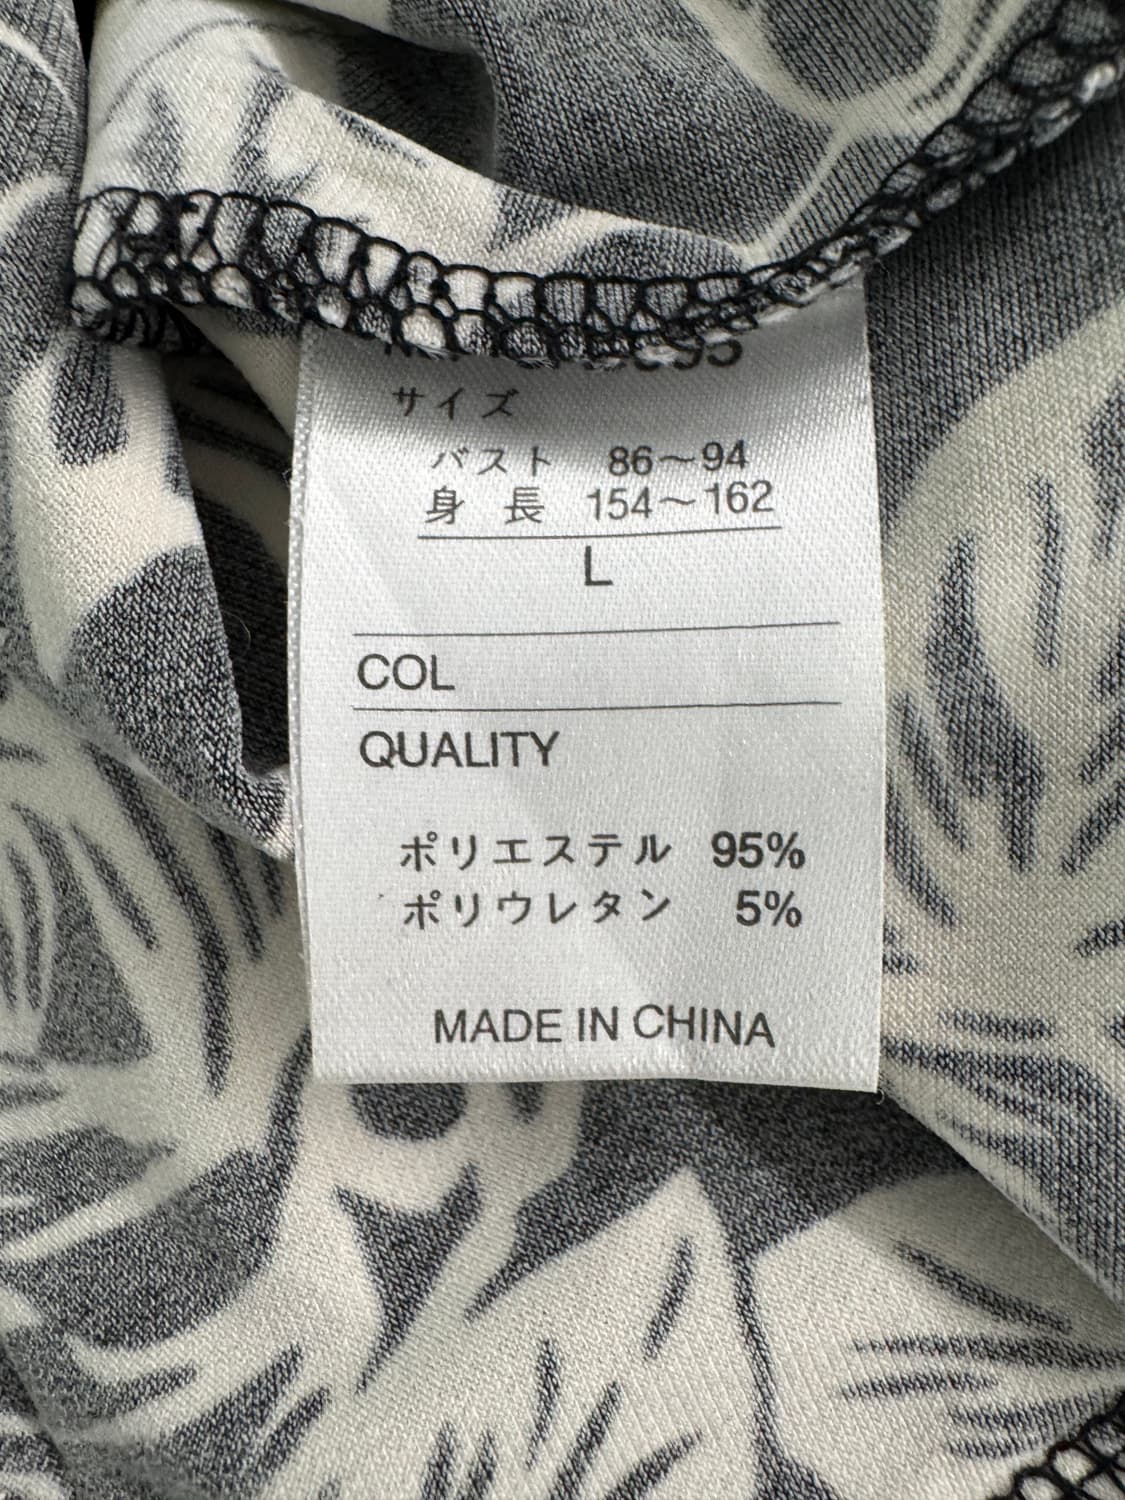 サイズ
バスト 86～94
身長 154～162
L
COL
QUALITY
ポリエステル 95%
ポリウレタン 5%
MADE IN CHINA